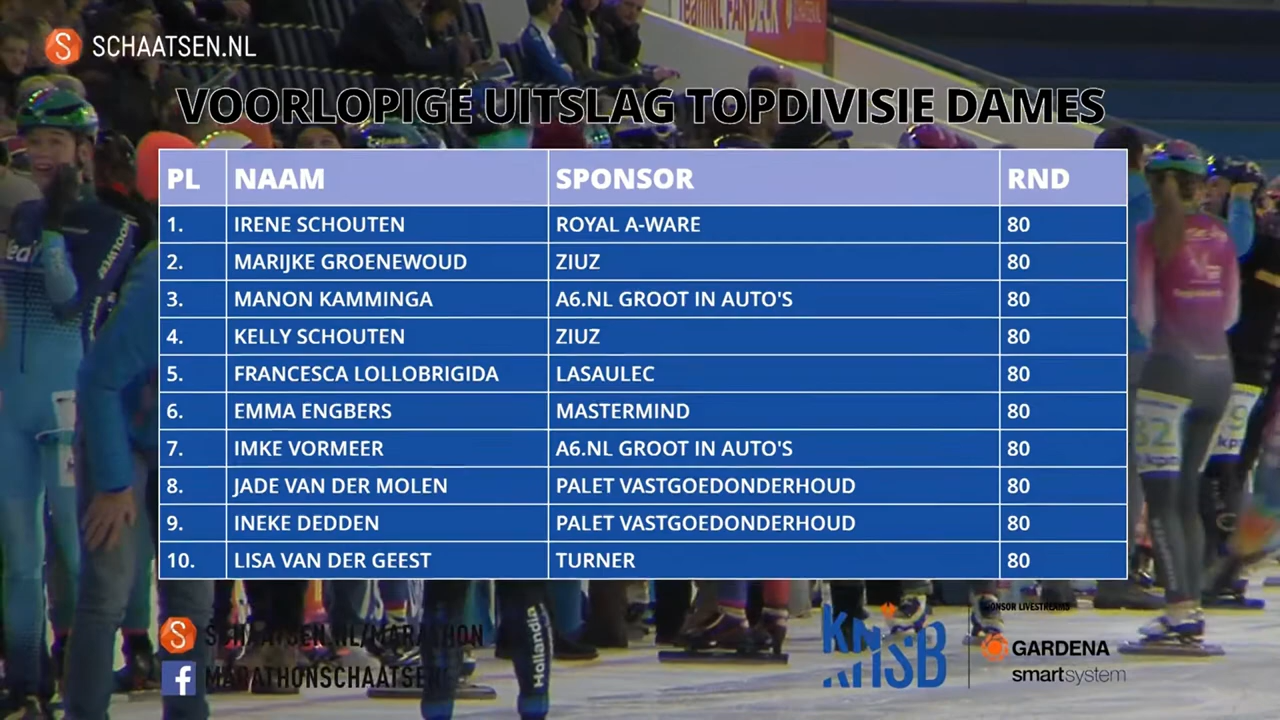 SCHAATSEN.NL
VOORLOPIGE UITSLAG TOPDIVISIE DAMES
PL NAAM SPONSOR RND
1. IRENE SCHOUTEN ROYAL A-WARE 80
2. MARIJKE GROENEWOUD ZIUZ 80
3. MANON KAMMINGA A6.NL GROOT IN AUTO'S 80
4. KELLY SCHOUTEN ZIUZ 80
5. FRANCESCA LOLLOBRIGIDA LASAULEC 80
6. EMMA ENGBERS MASTERMIND 80
7. IMKE VORMEER A6.NL GROOT IN AUTO'S 80
8. JADE VAN DER MOLEN PALET VASTGOEDONDERHOUD 80
9. INEKE DEDDEN PALET VASTGOEDONDERHOUD 80
10. LISA VAN DER GEEST TURNER 80
SCHAATSEN.NL/MARATHON
MARATHONSCHAATSEN
Hollandia
KNSB
SPONSOR LIVESTREAMS
GARDENA
smartsystem